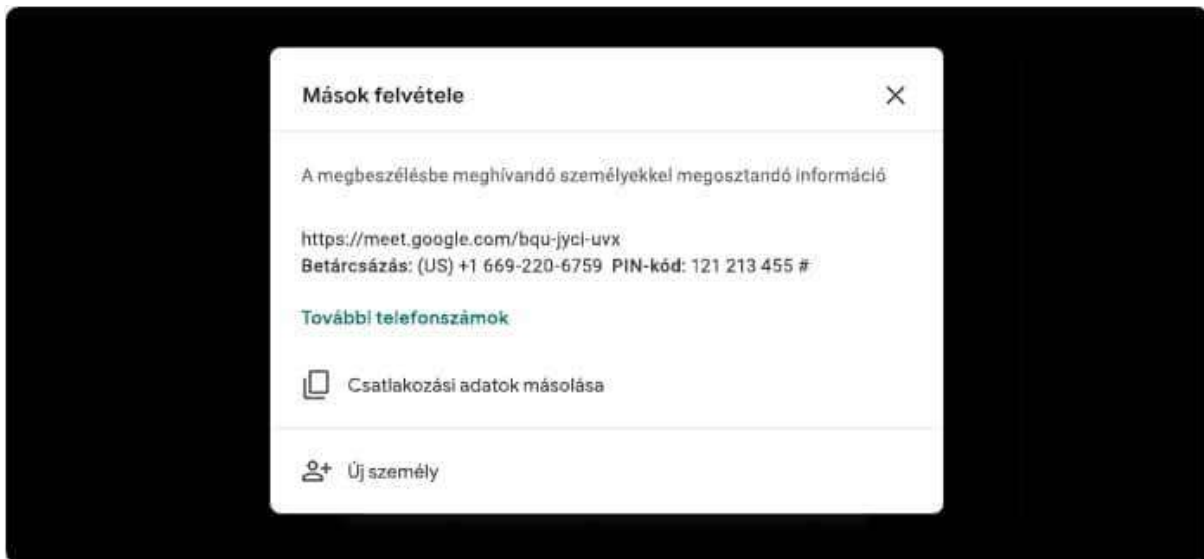 Mások felvétele
A megbeszélésbe meghívandó személyekkel megosztandó információ
https://meet.google.com/bqu-jyci-uvx
Betárcsázás: (US) +1 669-220-6759 PIN-kód: 121 213 455 #
További telefonszámok
Csatlakozási adatok másolása
Új személy